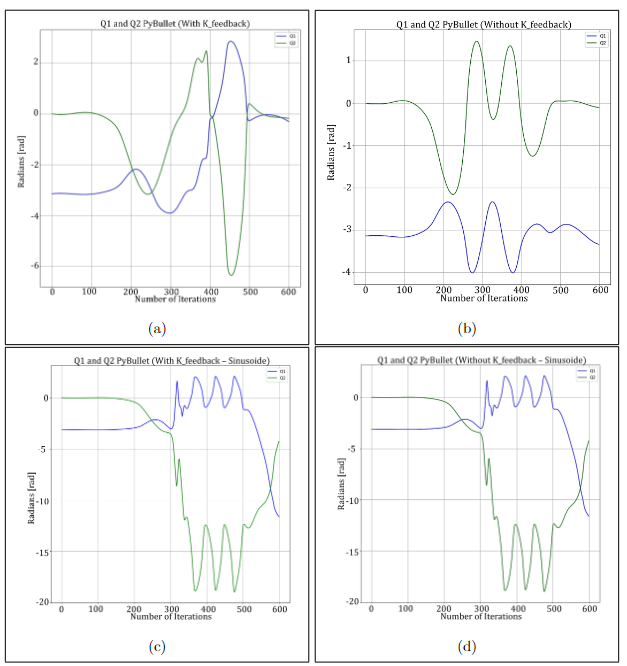 Q1 and Q2 PyBullet (With K_feedback)
Q1
Q2
2
0
-2
-4
-6
Radians [rad]
0 100 200 300 400 500 600
Number of Iterations
(a)
Q1 and Q2 PyBullet (Without K_feedback)
Q1
Q2
1
0
-1
-2
-3
-4
Radians [rad]
0 100 200 300 400 500 600
Number of Iterations
(b)
Q1 and Q2 PyBullet (With K_feedback – Sinusoide)
Q1
Q2
0
-5
-10
-15
-20
Radians [rad]
0 100 200 300 400 500 600
Number of Iterations
(c)
Q1 and Q2 PyBullet (Without K_feedback – Sinusoide)
Q1
Q2
0
-5
-10
-15
-20
Radians [rad]
0 100 200 300 400 500 600
Number of Iterations
(d)